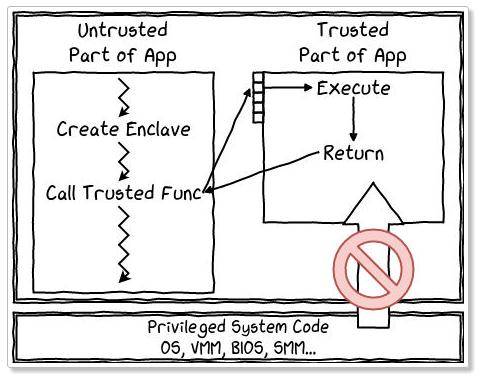 Untrusted
Part of App
Create Enclave
Call Trusted Func
Trusted
Part of App
Execute
Return
Privileged System Code
OS, VMM, BIOS, SMM...